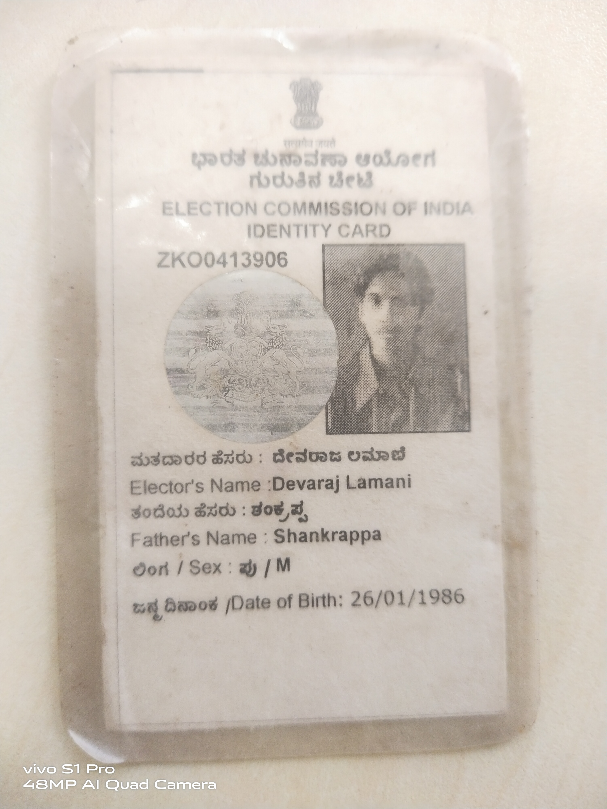 ಭಾರತ ಚುನಾವಣಾ ಆಯೋಗ
ಗುರುತಿನ ಚೀಟಿ
ELECTION COMMISSION OF INDIA
IDENTITY CARD
ZKO0413906
ಮತದಾರರ ಹೆಸರು : ದೇವರಾಜ ಲಮಾಣಿ
Elector's Name :Devaraj Lamani
ತಂದೆಯ ಹೆಸರು : ಶಂಕ್ರಪ್ಪ
Father's Name : Shankrappa
ಲಿಂಗ / Sex : ಪು / M
ಜನ್ಮ ದಿನಾಂಕ /Date of Birth: 26/01/1986
vivo S1 Pro
48MP AI Quad Camera